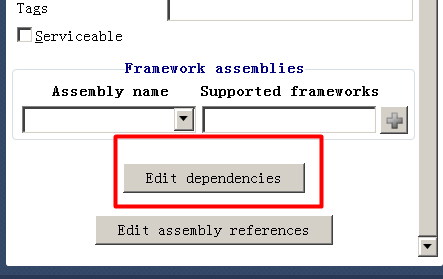 Tags
Serviceable
Framework assemblies
Assembly name Supported frameworks
Edit dependencies
Edit assembly references